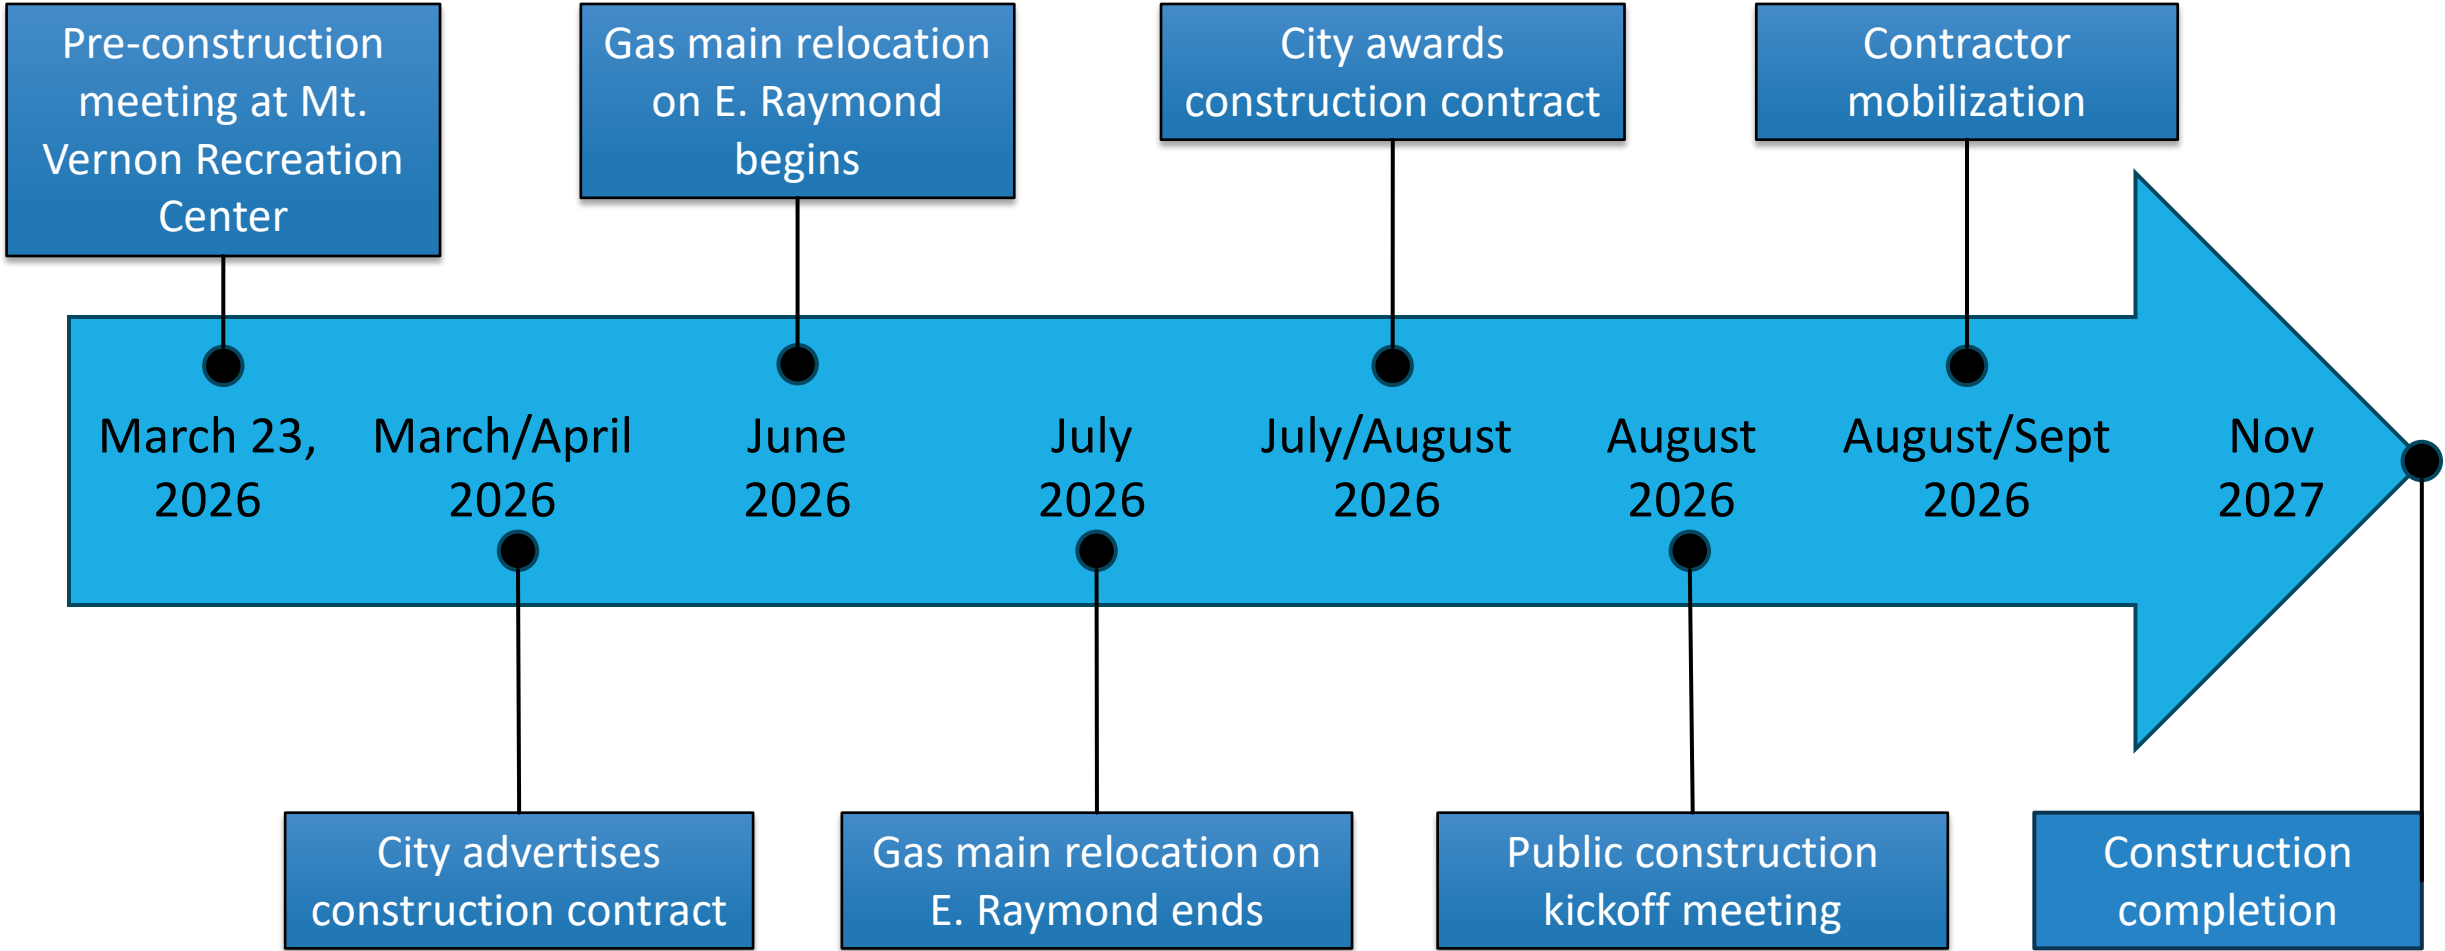 Pre-construction
meeting at Mt.
Vernon Recreation
Center
Gas main relocation
on E. Raymond
begins
City awards
construction contract
Contractor
mobilization
March 23,
2026
March/April
2026
June
2026
July
2026
July/August
2026
August
2026
August/Sept
2026
Nov
2027
City advertises
construction contract
Gas main relocation on
E. Raymond ends
Public construction
kickoff meeting
Construction
completion